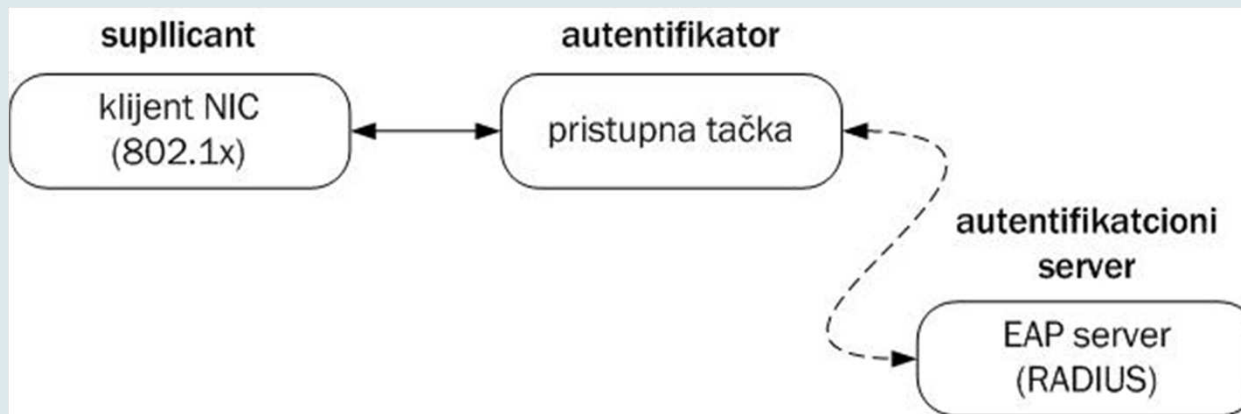 supllicant
klijent NIC
(802.1x)
autentifikator
pristupna tačka
autentifikatcioni
server
EAP server
(RADIUS)